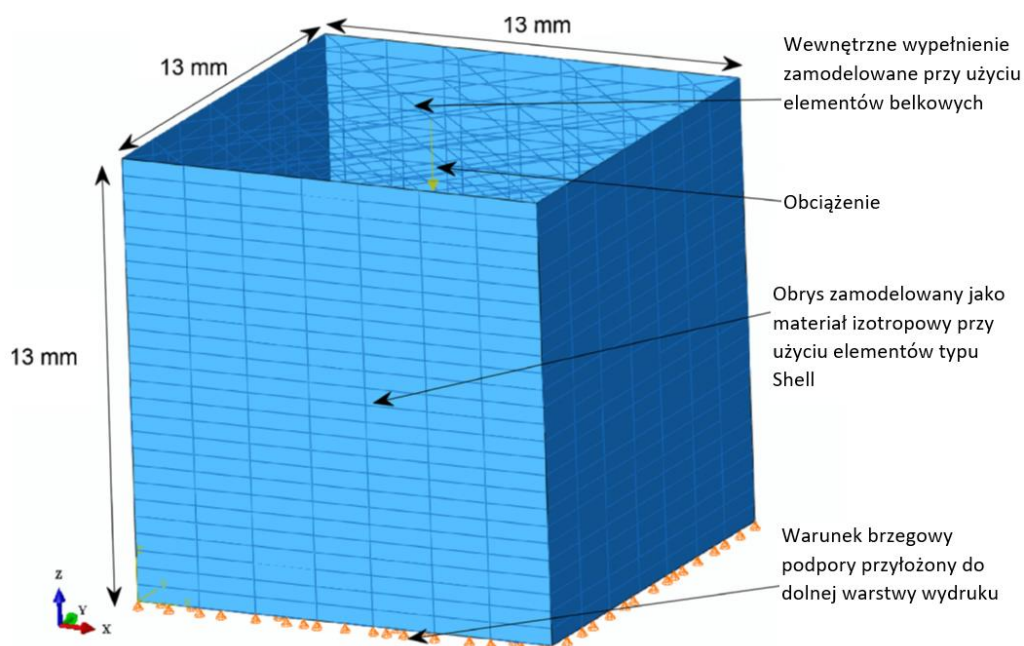 13 mm
13 mm
Wewnętrzne wypełnienie
zamodelowane przy użyciu
elementów belkowych
Obciążenie
Obrys zamodelowany jako
materiał izotropowy przy
użyciu elementów typu
Shell
13 mm
Warunek brzegowy
podpory przyłożony do
dolnej warstwy wydruku
Z
Y
X